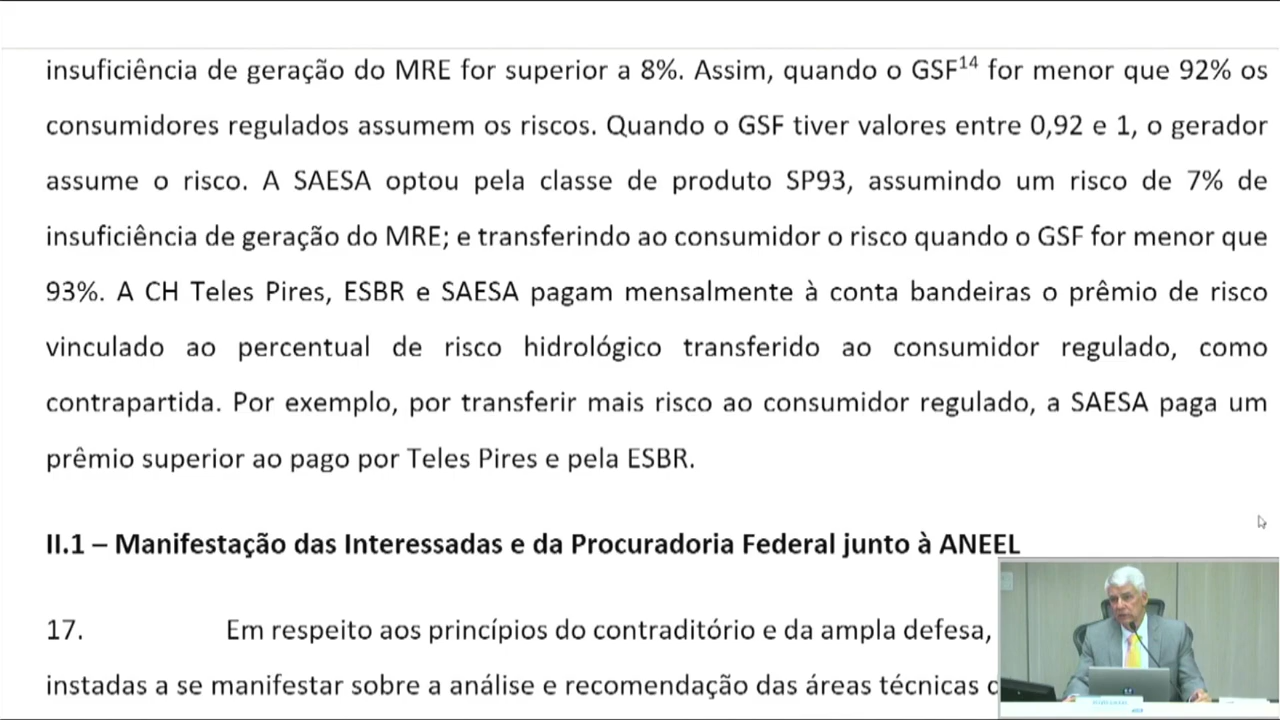 insuficiência de geração do MRE for superior a 8%. Assim, quando o GSF14 for menor que 92% os
consumidores regulados assumem os riscos. Quando o GSF tiver valores entre 0,92 e 1, o gerador
assume o risco. A SAESA optou pela classe de produto SP93, assumindo um risco de 7% de
insuficiência de geração do MRE; e transferindo ao consumidor o risco quando o GSF for menor que
93%. A CH Teles Pires, ESBR e SAESA pagam mensalmente à conta bandeiras o prêmio de risco
vinculado ao percentual de risco hidrológico transferido ao consumidor regulado, como
contrapartida. Por exemplo, por transferir mais risco ao consumidor regulado, a SAESA paga um
prêmio superior ao pago por Teles Pires e pela ESBR.
II.1 – Manifestação das Interessadas e da Procuradoria Federal junto à ANEEL
17. Em respeito aos princípios do contraditório e da ampla defesa,
instadas a se manifestar sobre a análise e recomendação das áreas técnicas